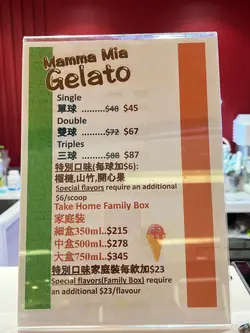 Mamma Mia
Gelato
Single
單球 .........$48 $45
Double
雙球 .........$72 $67
Triples
三球..........$88 $87
特別口味(每球加$6):
榴槤,山竹,開心果
Special flavors require an additional
$6/scoop
Take Home Family Box
家庭裝
細盒350ml..$215
中盒500ml..$278
大盒750ml..$345
特別口味家庭裝每款加$23
Special flavors(Family Box) require
an additional $23/flavour